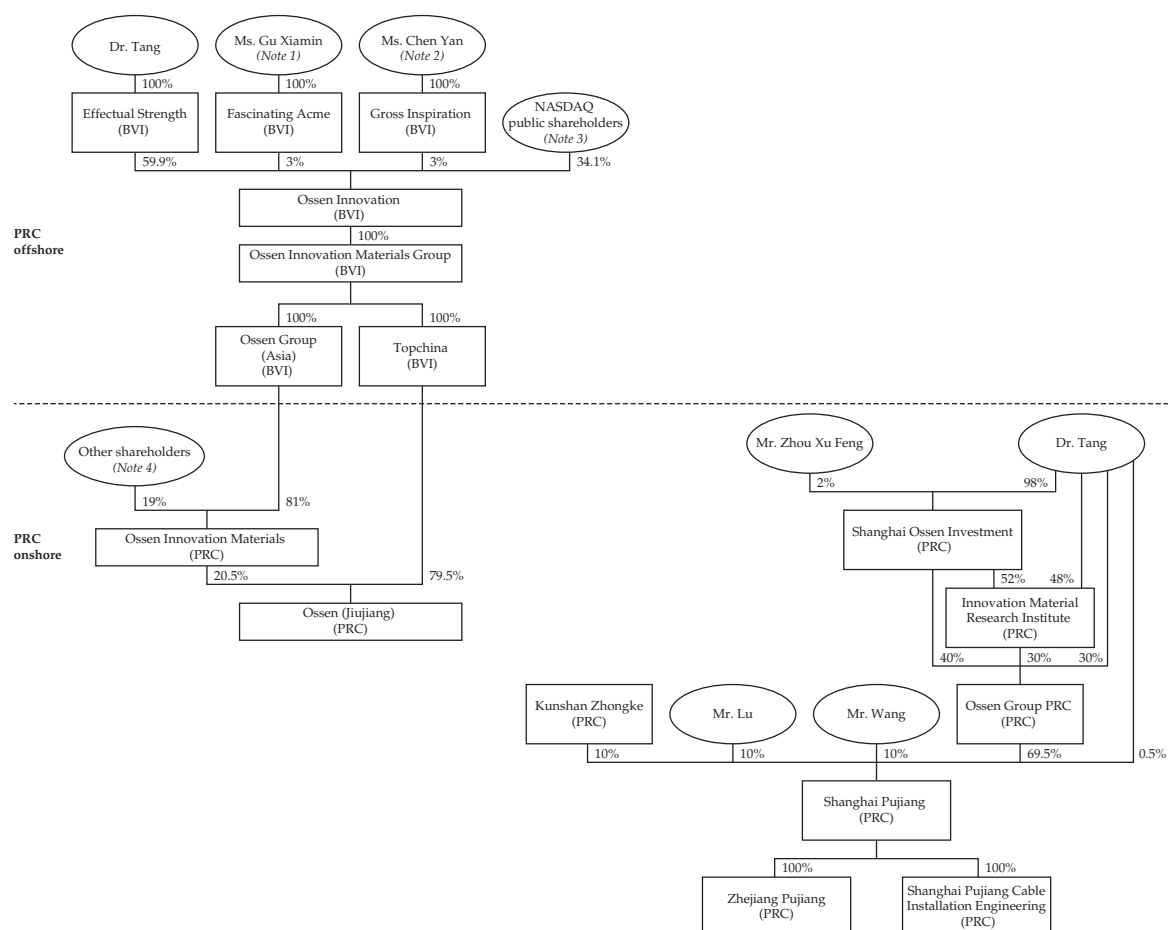 Dr. Tang
Ms. Gu Xiamin
(Note 1)
Ms. Chen Yan
(Note 2)
100%
100%
100%
Effectual Strength
(BVI)
Fascinating Acme
(BVI)
Gross Inspiration
(BVI)
NASDAQ
public shareholders
(Note 3)
59.9%
3%
3%
34.1%
Ossen Innovation
(BVI)
PRC
offshore
100%
Ossen Innovation Materials Group
(BVI)
100%
100%
Ossen Group
(Asia)
(BVI)
Topchina
(BVI)
Other shareholders
(Note 4)
Mr. Zhou Xu Feng
Dr. Tang
19%
81%
2%
98%
PRC
onshore
Ossen Innovation Materials
(PRC)
Shanghai Ossen Investment
(PRC)
20.5%
79.5%
52%
48%
Ossen (Jiujiang)
(PRC)
Innovation Material
Research Institute
(PRC)
40%
30%
30%
Kunshan Zhongke
(PRC)
Mr. Lu
Mr. Wang
Ossen Group PRC
(PRC)
10%
10%
10%
69.5%
0.5%
Shanghai Pujiang
(PRC)
100%
100%
Zhejiang Pujiang
(PRC)
Shanghai Pujiang Cable
Installation Engineering
(PRC)